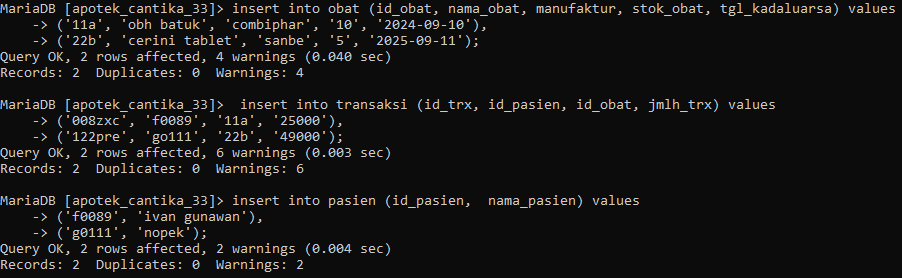 MariaDB [apotek_cantika_33]> insert into obat (id_obat, nama_obat, manufaktur, stok_obat, tgl_kadaluarsa) values
    -> ('11a', 'obh batuk', 'combiphar', '10', '2024-09-10'),
    -> ('22b', 'cerini tablet', 'sanbe', '5', '2025-09-11');
Query OK, 2 rows affected, 4 warnings (0.040 sec)
Records: 2  Duplicates: 0  Warnings: 4
MariaDB [apotek_cantika_33]>  insert into transaksi (id_trx, id_pasien, id_obat, jmlh_trx) values
    -> ('008zxc', 'f0089', '11a', '25000'),
    -> ('122pre', 'go111', '22b', '49000');
Query OK, 2 rows affected, 6 warnings (0.003 sec)
Records: 2  Duplicates: 0  Warnings: 6
MariaDB [apotek_cantika_33]> insert into pasien (id_pasien,  nama_pasien) values
    -> ('f0089', 'ivan gunawan'),
    -> ('g0111', 'nopek');
Query OK, 2 rows affected, 2 warnings (0.004 sec)
Records: 2  Duplicates: 0  Warnings: 2